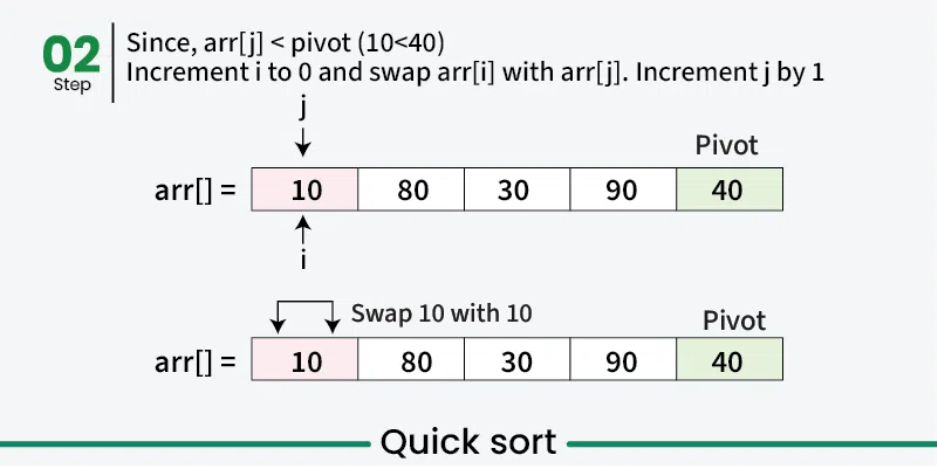 02
Step
Since, arr[j] < pivot (10<40)
Increment i to 0 and swap arr[i] with arr[j]. Increment j by 1
j
Pivot
arr[] = 10 80 30 90 40
i
Swap 10 with 10
Pivot
arr[] = 10 80 30 90 40
Quick sort